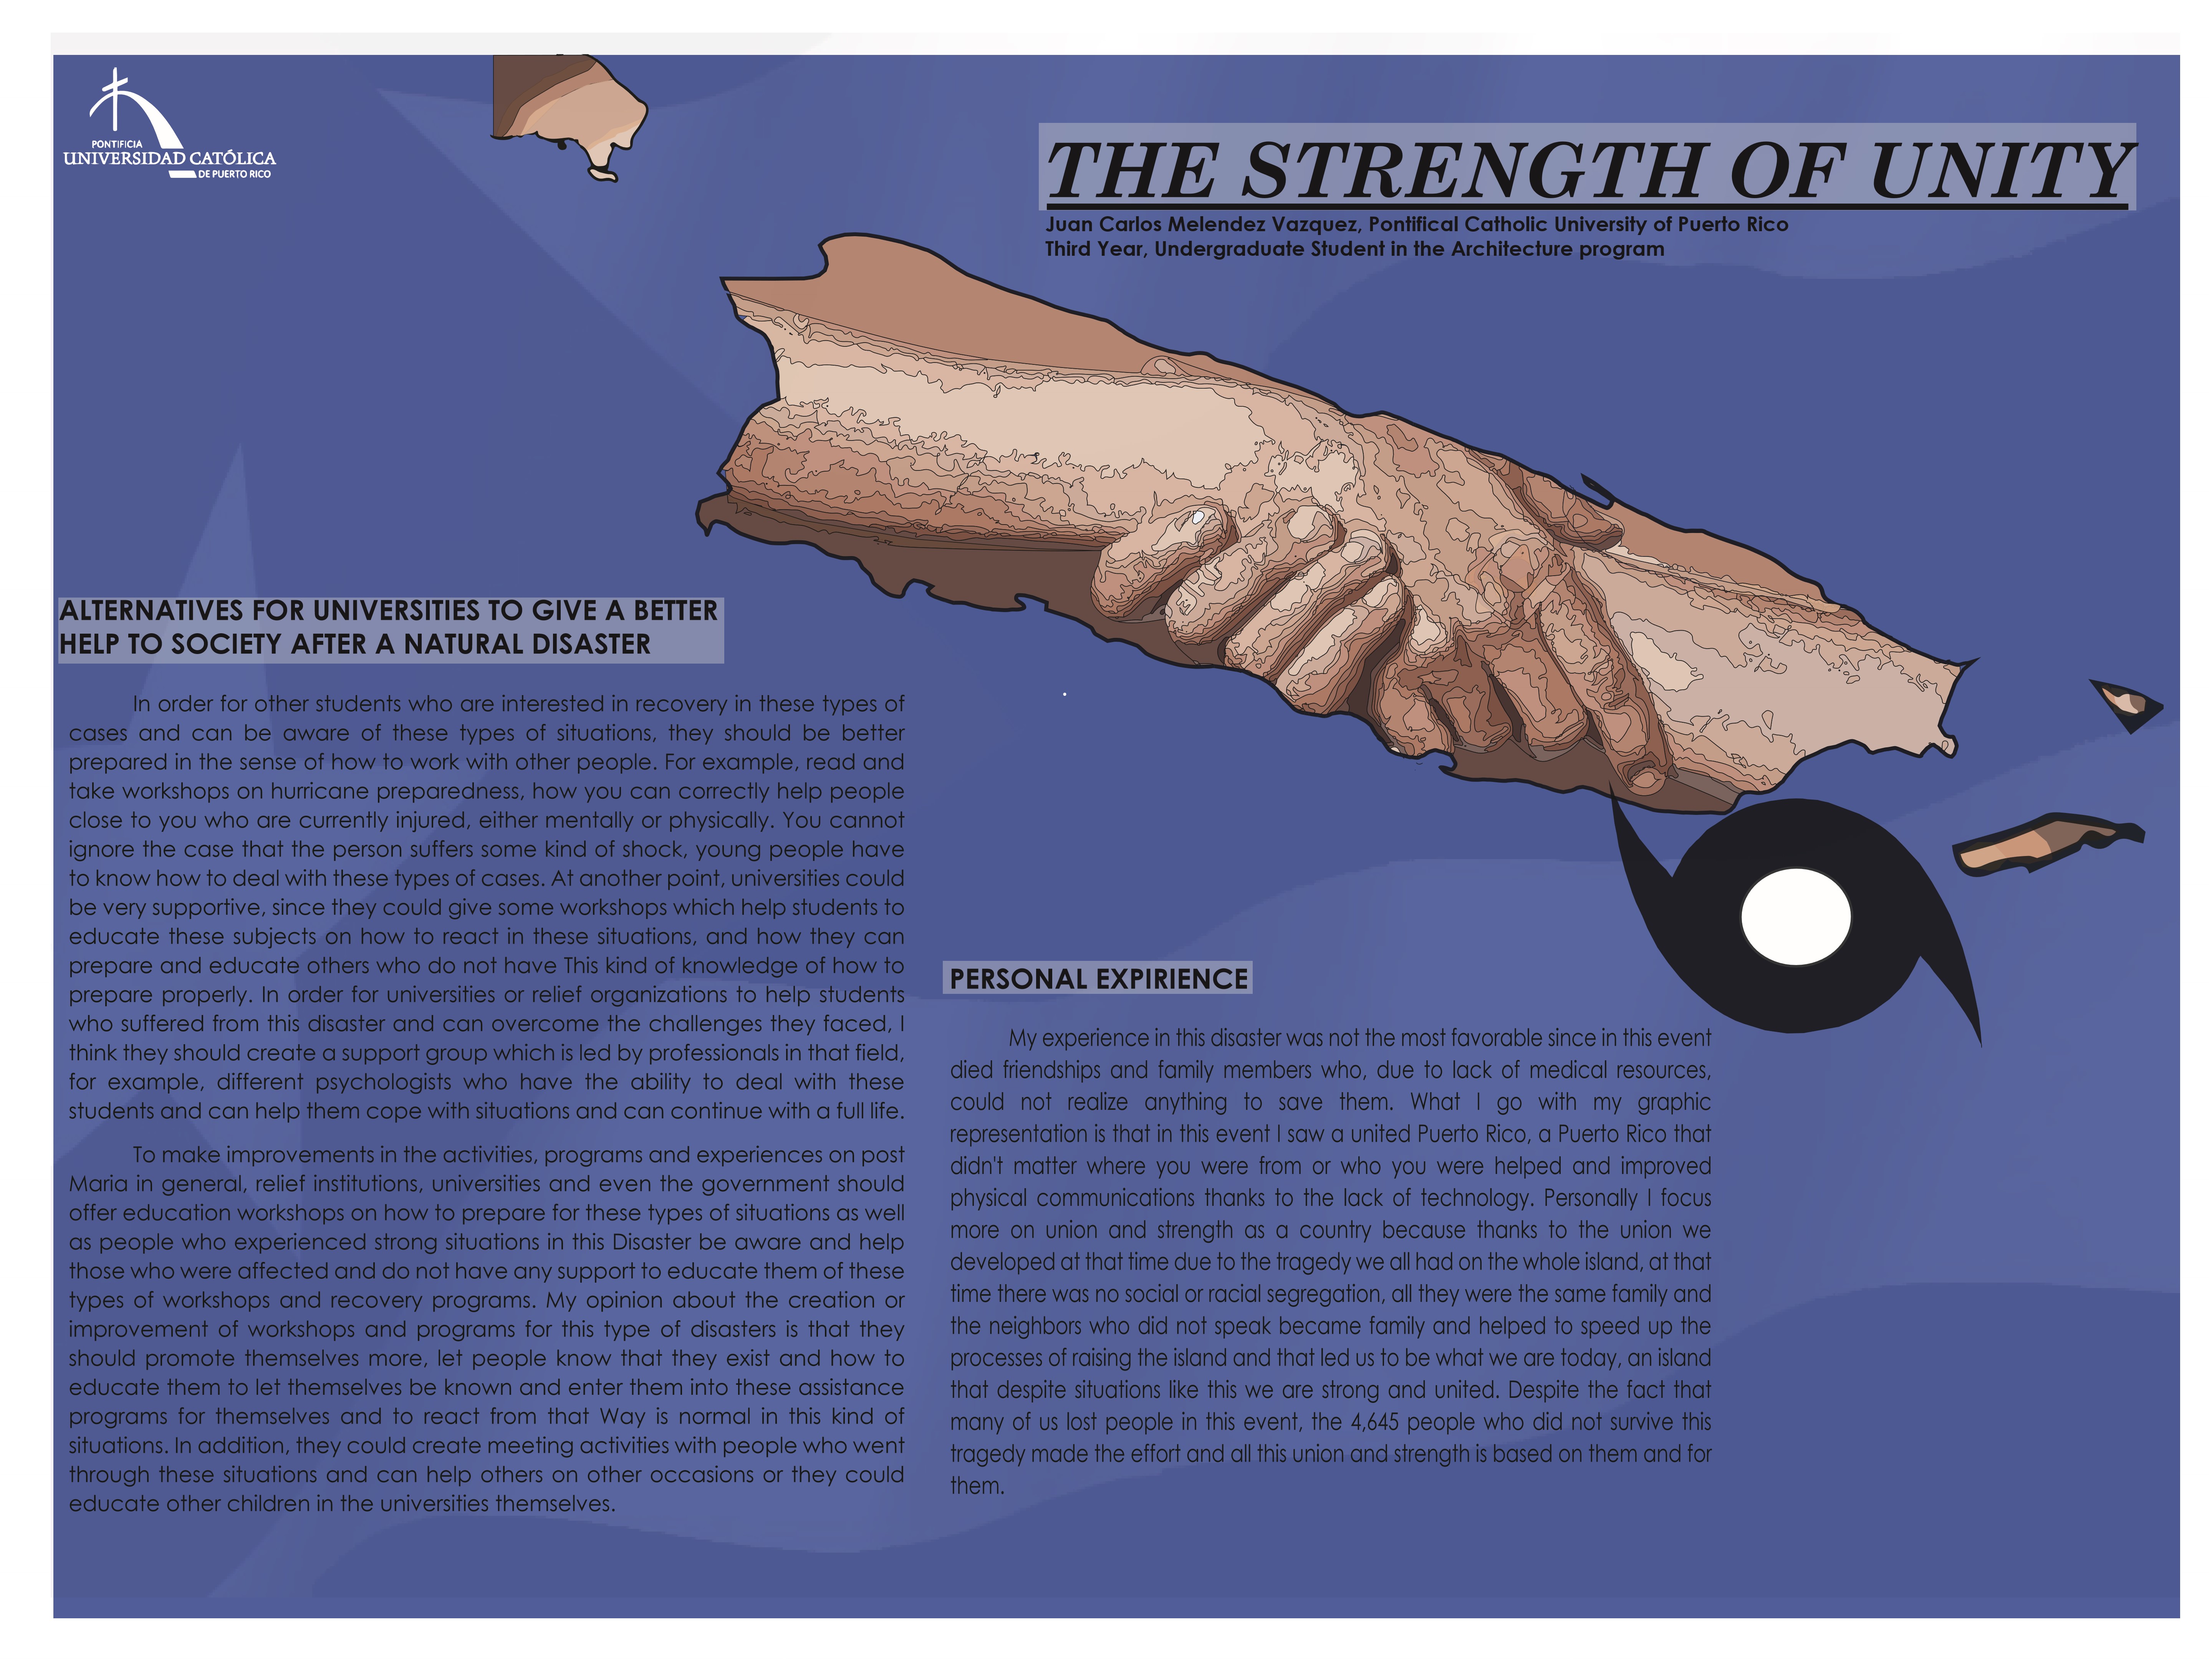 PONTIFICIA
UNIVERSIDAD CATÓLICA
DE PUERTO RICO
THE STRENGTH OF UNITY
Juan Carlos Melendez Vazquez, Pontifical Catholic University of Puerto Rico
Third Year, Undergraduate Student in the Architecture program
ALTERNATIVES FOR UNIVERSITIES TO GIVE A BETTER
HELP TO SOCIETY AFTER A NATURAL DISASTER
In order for other students who are interested in recovery in these types of
cases and can be aware of these types of situations, they should be better
prepared in the sense of how to work with other people. For example, read and
take workshops on hurricane preparedness, how you can correctly help people
close to you who are currently injured, either mentally or physically. You cannot
ignore the case that the person suffers some kind of shock, young people have
to know how to deal with these types of cases. At another point, universities could
be very supportive, since they could give some workshops which help students to
educate these subjects on how to react in these situations, and how they can
prepare and educate others who do not have This kind of knowledge of how to
prepare properly. In order for universities or relief organizations to help students
who suffered from this disaster and can overcome the challenges they faced, I
think they should create a support group which is led by professionals in that field,
for example, different psychologists who have the ability to deal with these
students and can help them cope with situations and can continue with a full life.
To make improvements in the activities, programs and experiences on post
Maria in general, relief institutions, universities and even the government should
offer education workshops on how to prepare for these types of situations as well
as people who experienced strong situations in this Disaster be aware and help
those who were affected and do not have any support to educate them of these
types of workshops and recovery programs. My opinion about the creation or
improvement of workshops and programs for this type of disasters is that they
should promote themselves more, let people know that they exist and how to
educate them to let themselves be known and enter them into these assistance
programs for themselves and to react from that Way is normal in this kind of
situations. In addition, they could create meeting activities with people who went
through these situations and can help others on other occasions or they could
educate other children in the universities themselves.
PERSONAL EXPIRIENCE
My experience in this disaster was not the most favorable since in this event
died friendships and family members who, due to lack of medical resources,
could not realize anything to save them. What I go with my graphic
representation is that in this event I saw a united Puerto Rico, a Puerto Rico that
didn't matter where you were from or who you were helped and improved
physical communications thanks to the lack of technology. Personally I focus
more on union and strength as a country because thanks to the union we
developed at that time due to the tragedy we all had on the whole island, at that
time there was no social or racial segregation, all they were the same family and
the neighbors who did not speak became family and helped to speed up the
processes of raising the island and that led us to be what we are today, an island
that despite situations like this we are strong and united. Despite the fact that
many of us lost people in this event, the 4,645 people who did not survive this
tragedy made the effort and all this union and strength is based on them and for
them.